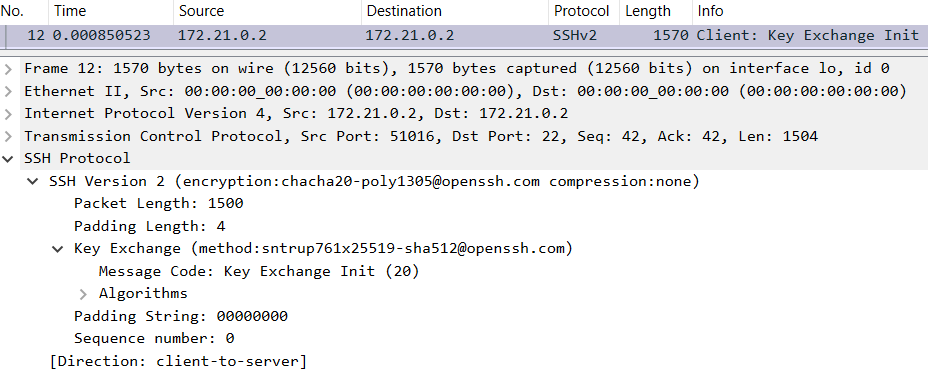 No. Time Source Destination Protocol Length Info
12 0.000850523 172.21.0.2 172.21.0.2 SSHv2 1570 Client: Key Exchange Init
Frame 12: 1570 bytes on wire (12560 bits), 1570 bytes captured (12560 bits) on interface lo, id 0
Ethernet II, Src: 00:00:00_00:00:00 (00:00:00:00:00:00), Dst: 00:00:00_00:00:00 (00:00:00:00:00:00)
Internet Protocol Version 4, Src: 172.21.0.2, Dst: 172.21.0.2
Transmission Control Protocol, Src Port: 51016, Dst Port: 22, Seq: 42, Ack: 42, Len: 1504
SSH Protocol
SSH Version 2 (encryption:chacha20-poly1305@openssh.com compression:none)
Packet Length: 1500
Padding Length: 4
Key Exchange (method:sntrup761x25519-sha512@openssh.com)
Message Code: Key Exchange Init (20)
Algorithms
Padding String: 00000000
Sequence number: 0
[Direction: client-to-server]